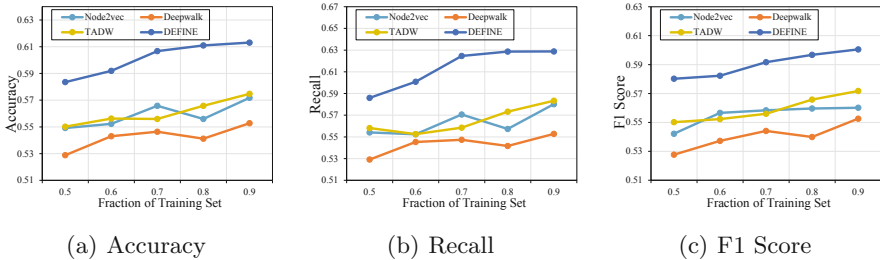 Node2vec Deepwalk
TADW DEFINE
0.63
0.61
0.59
0.57
0.55
0.53
0.51
Accuracy
0.5 0.6 0.7 0.8 0.9
Fraction of Training Set
(a) Accuracy
Node2vec Deepwalk
TADW DEFINE
0.67
0.65
0.63
0.61
0.59
0.57
0.55
0.53
0.51
Recall
0.5 0.6 0.7 0.8 0.9
Fraction of Training Set
(b) Recall
Node2vec Deepwalk
TADW DEFINE
0.63
0.61
0.59
0.57
0.55
0.53
0.51
F1 Score
0.5 0.6 0.7 0.8 0.9
Fraction of Training Set
(c) F1 Score